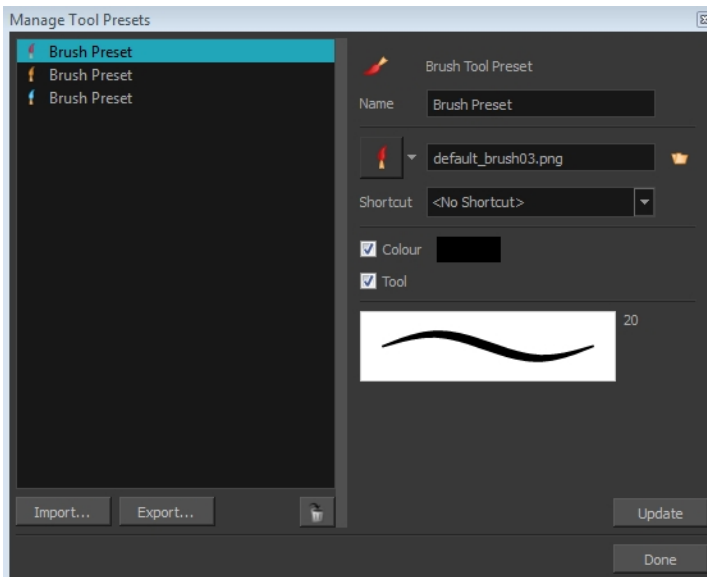 Manage Tool Presets
Brush Preset
Brush Preset
Brush Preset
Import...
Export...
Brush Tool Preset
Name
Brush Preset
default_brush03.png
Shortcut
<No Shortcut>
Colour
Tool
20
Update
Done